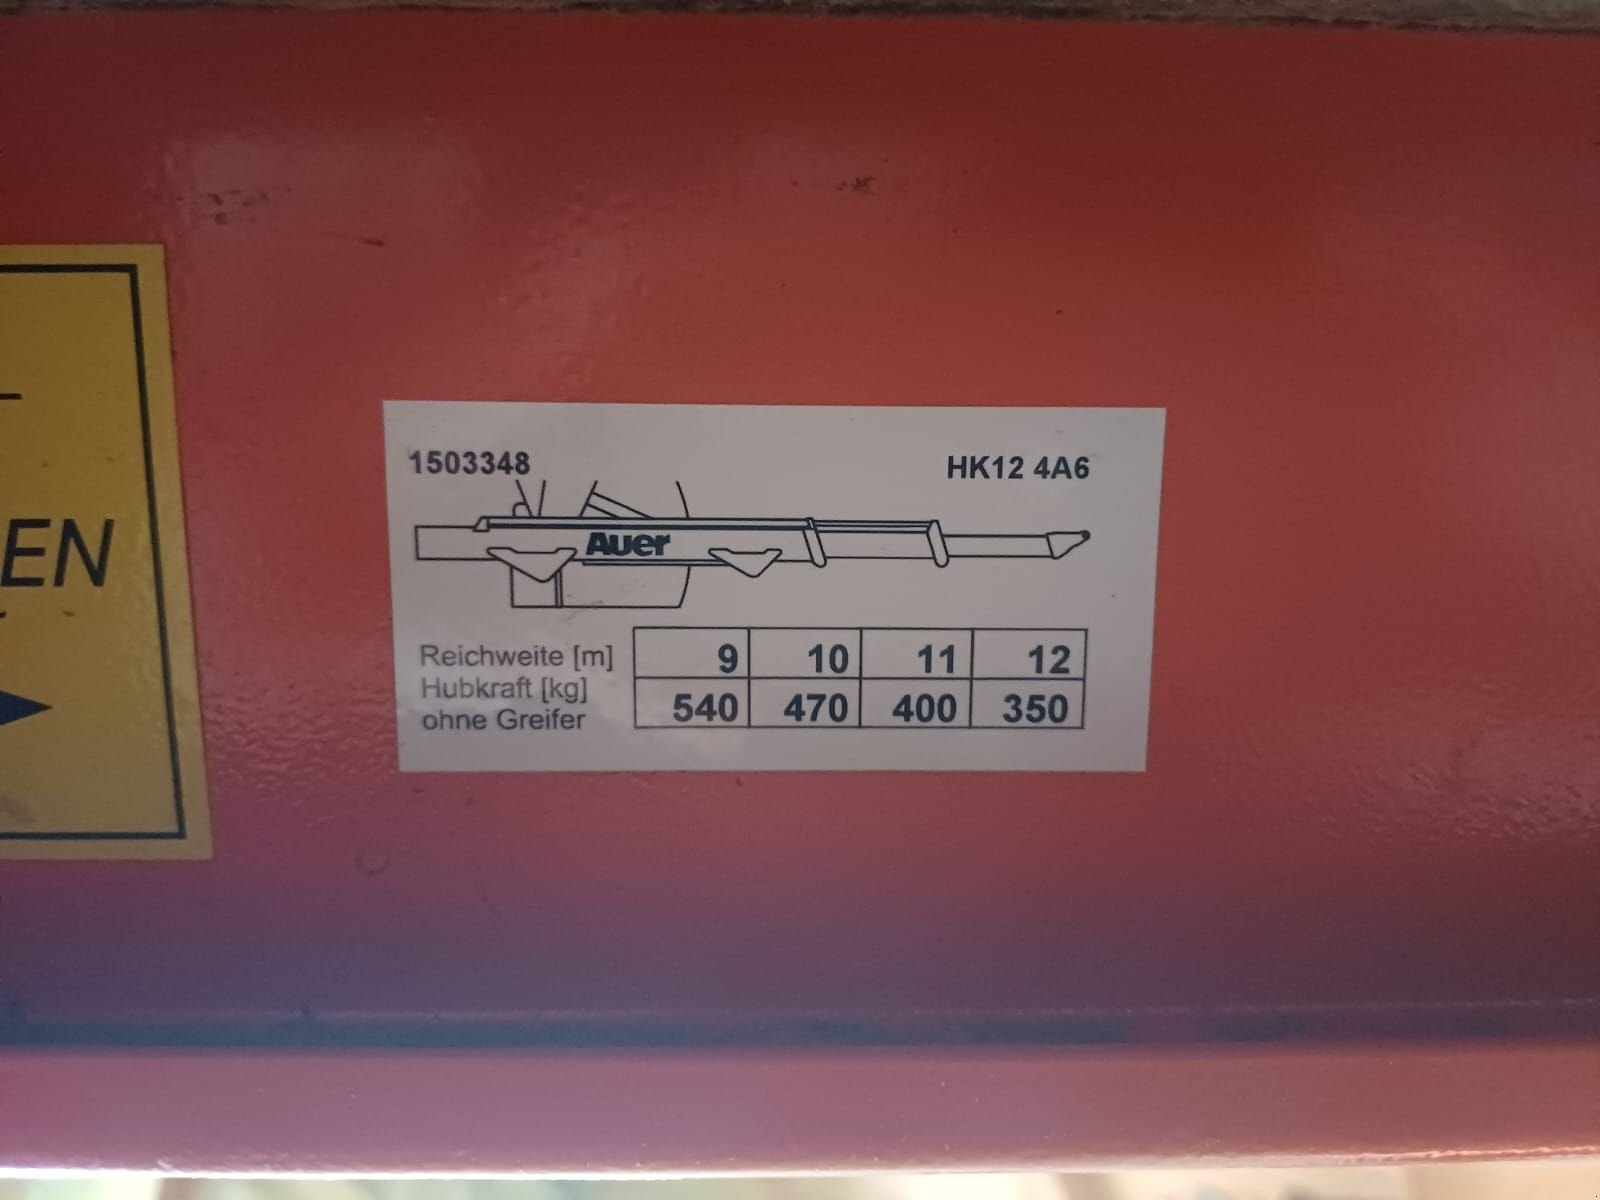 EN
1503348 HK12 4A6
Auer
Reichweite [m] 9 10 11 12
Hubkraft [kg]
ohne Greifer 540 470 400 350